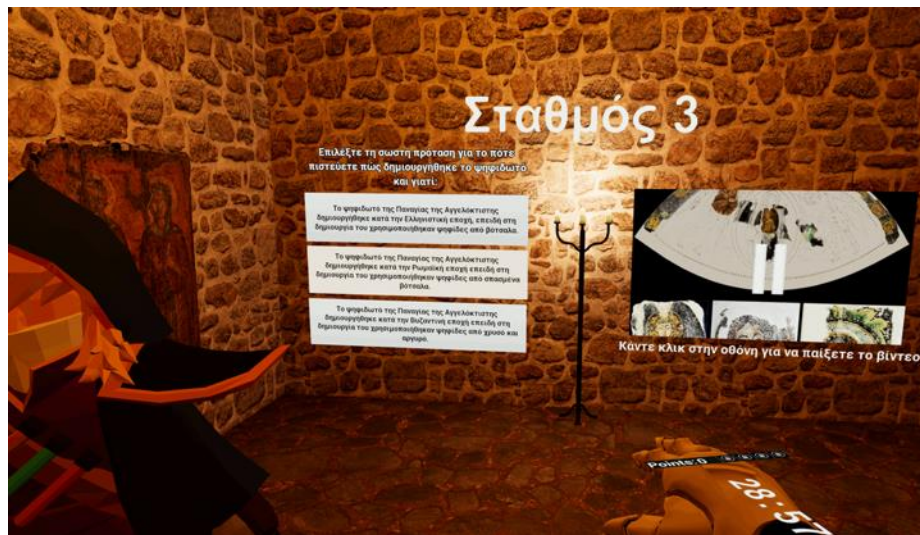 Σταθμός 3
Επιλέξτε τη σωστη πρόταση για το πότε
πιστεύετε πώς δημιουργήθηκε το ψηφιδωτό
και γιατί:
Το ψηφιδωτό της Παναγίας της Αγγελόκτιστης
δημιουργήθηκε κατά την Ελληνιστική εποχή, επειδή στη
δημιουργία του χρησιμοποιήθηκαν ψηφίδες από βότσαλα.
Το ψηφιδωτό της Παναγίας της Αγγελόκτιστης
δημιουργήθηκε κατά την Ρωμαϊκή εποχή επειδή στη
δημιουργία του χρησιμοποιήθηκαν ψηφίδες από σπασμένα
βότσαλα.
Το ψηφιδωτό της Παναγίας της Αγγελόκτιστης
δημιουργήθηκε κατά την Βυζαντινή εποχή επειδή στη
δημιουργία του χρησιμοποιήθηκαν ψηφίδες από χρυσο και
αργυρό.
Κάντε κλικ στην οθόνη για να παίξετε το βίντεο
Points:0
28:57